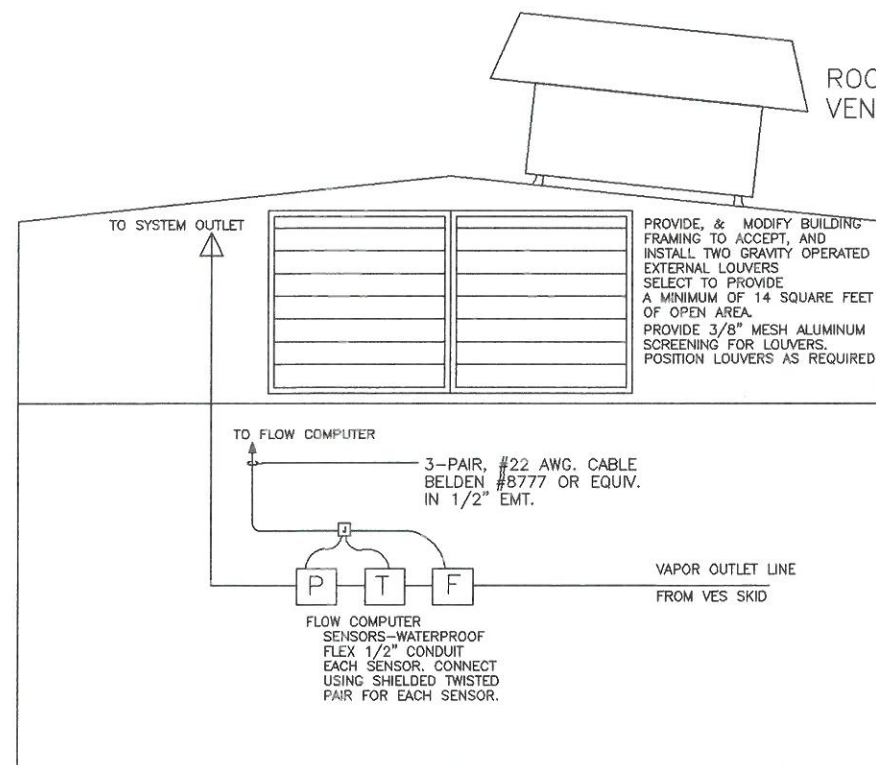 ROO
VEN
TO SYSTEM OUTLET
PROVIDE, & MODIFY BUILDING
FRAMING TO ACCEPT, AND
INSTALL TWO GRAVITY OPERATED
EXTERNAL LOUVERS
SELECT TO PROVIDE
A MINIMUM OF 14 SQUARE FEET
OF OPEN AREA.
PROVIDE 3/8" MESH ALUMINUM
SCREENING FOR LOUVERS.
POSITION LOUVERS AS REQUIRED
TO FLOW COMPUTER
3-PAIR, #22 AWG. CABLE
BELDEN #8777 OR EQUIV.
IN 1/2" EMT.
J
P T F
VAPOR OUTLET LINE
FROM VES SKID
FLOW COMPUTER
SENSORS-WATERPROOF
FLEX 1/2" CONDUIT
EACH SENSOR. CONNECT
USING SHIELDED TWISTED
PAIR FOR EACH SENSOR.